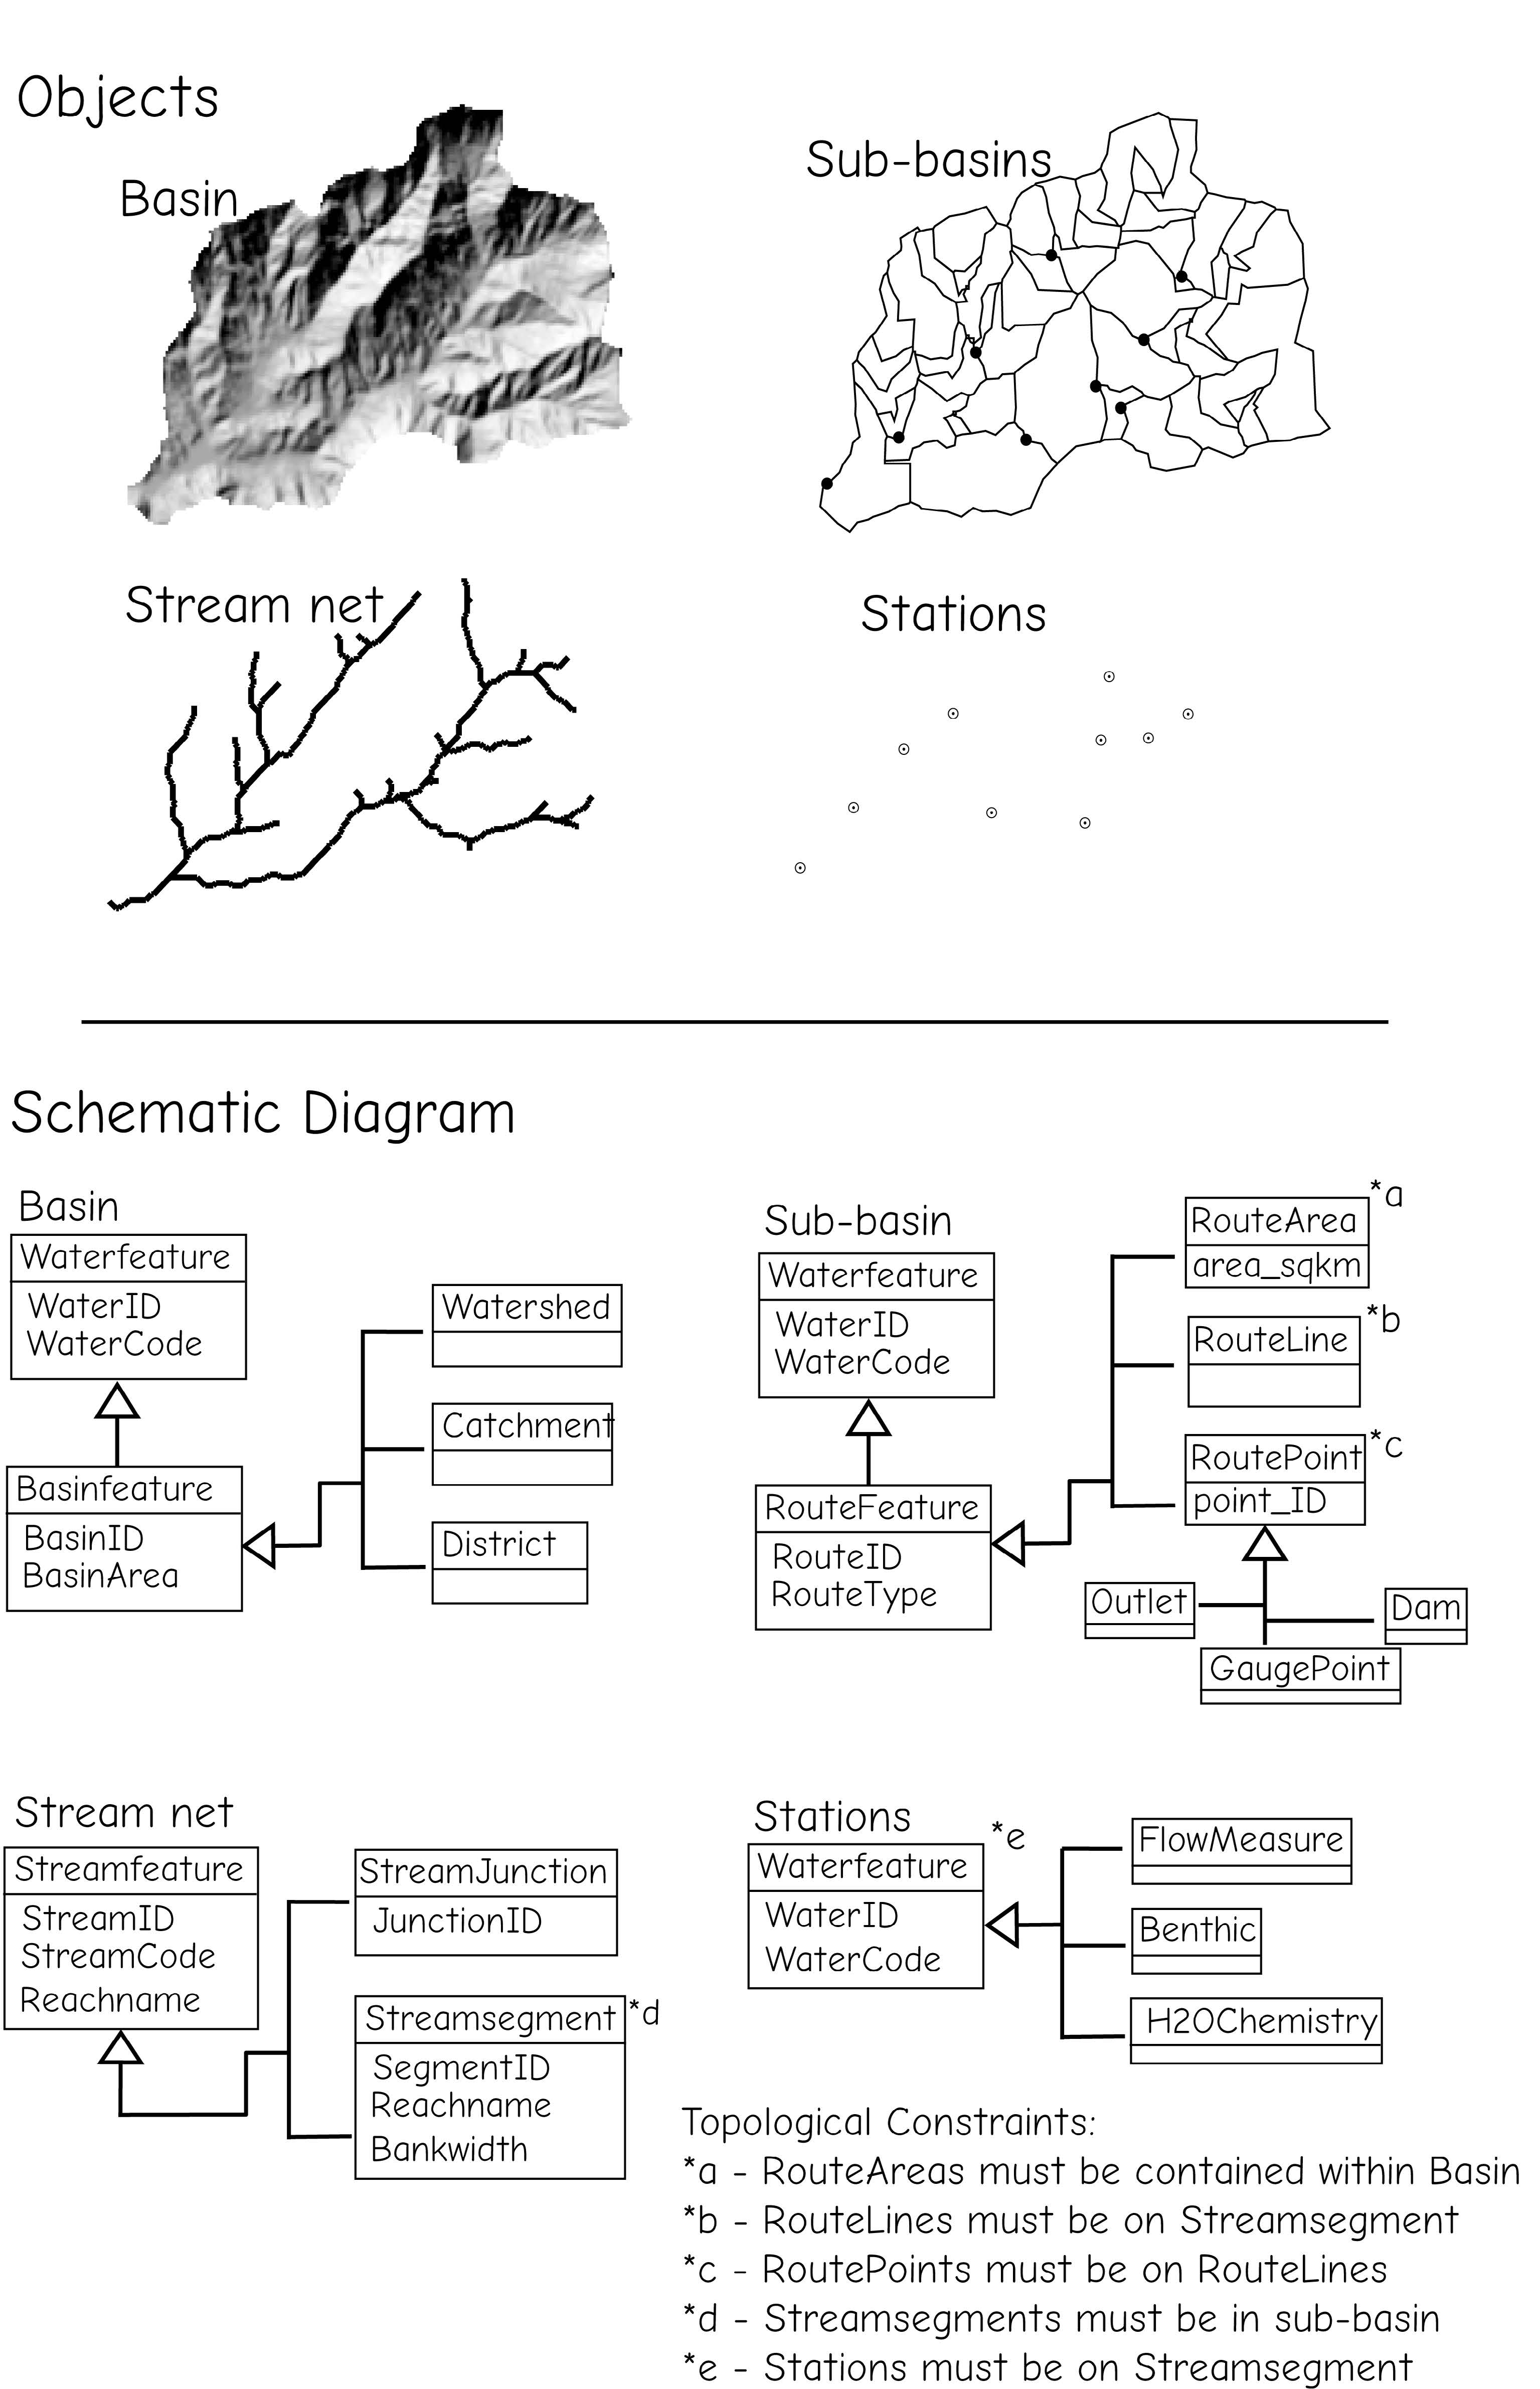 Objects
Basin
Sub-basins
Stream net
Stations
Schematic Diagram
Basin
Waterfeature
WaterID
WaterCode
Basinfeature
BasinID
BasinArea
Watershed
Catchment
District
Sub-basin
Waterfeature
WaterID
WaterCode
RouteFeature
RouteID
RouteType
RouteArea
*a
area_sqkm
RouteLine
*b
RoutePoint
*c
point_ID
Outlet
Dam
GaugePoint
Stream net
Streamfeature
StreamID
StreamCode
Reachname
StreamJunction
JunctionID
Streamsegment
*d
SegmentID
Reachname
Bankwidth
Stations
*e
Waterfeature
WaterID
WaterCode
FlowMeasure
Benthic
H2OChemistry
Topological Constraints:
*a - RouteAreas must be contained within Basin
*b - RouteLines must be on Streamsegment
*c - RoutePoints must be on RouteLines
*d - Streamsegments must be in sub-basin
*e - Stations must be on Streamsegment